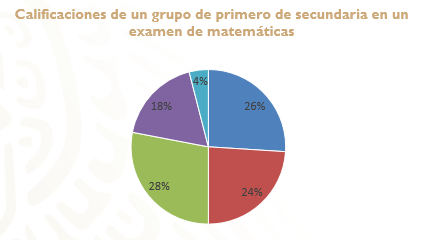 Calificaciones de un grupo de primero de secundaria en un
examen de matemáticas
4%
26%
18%
28%
24%